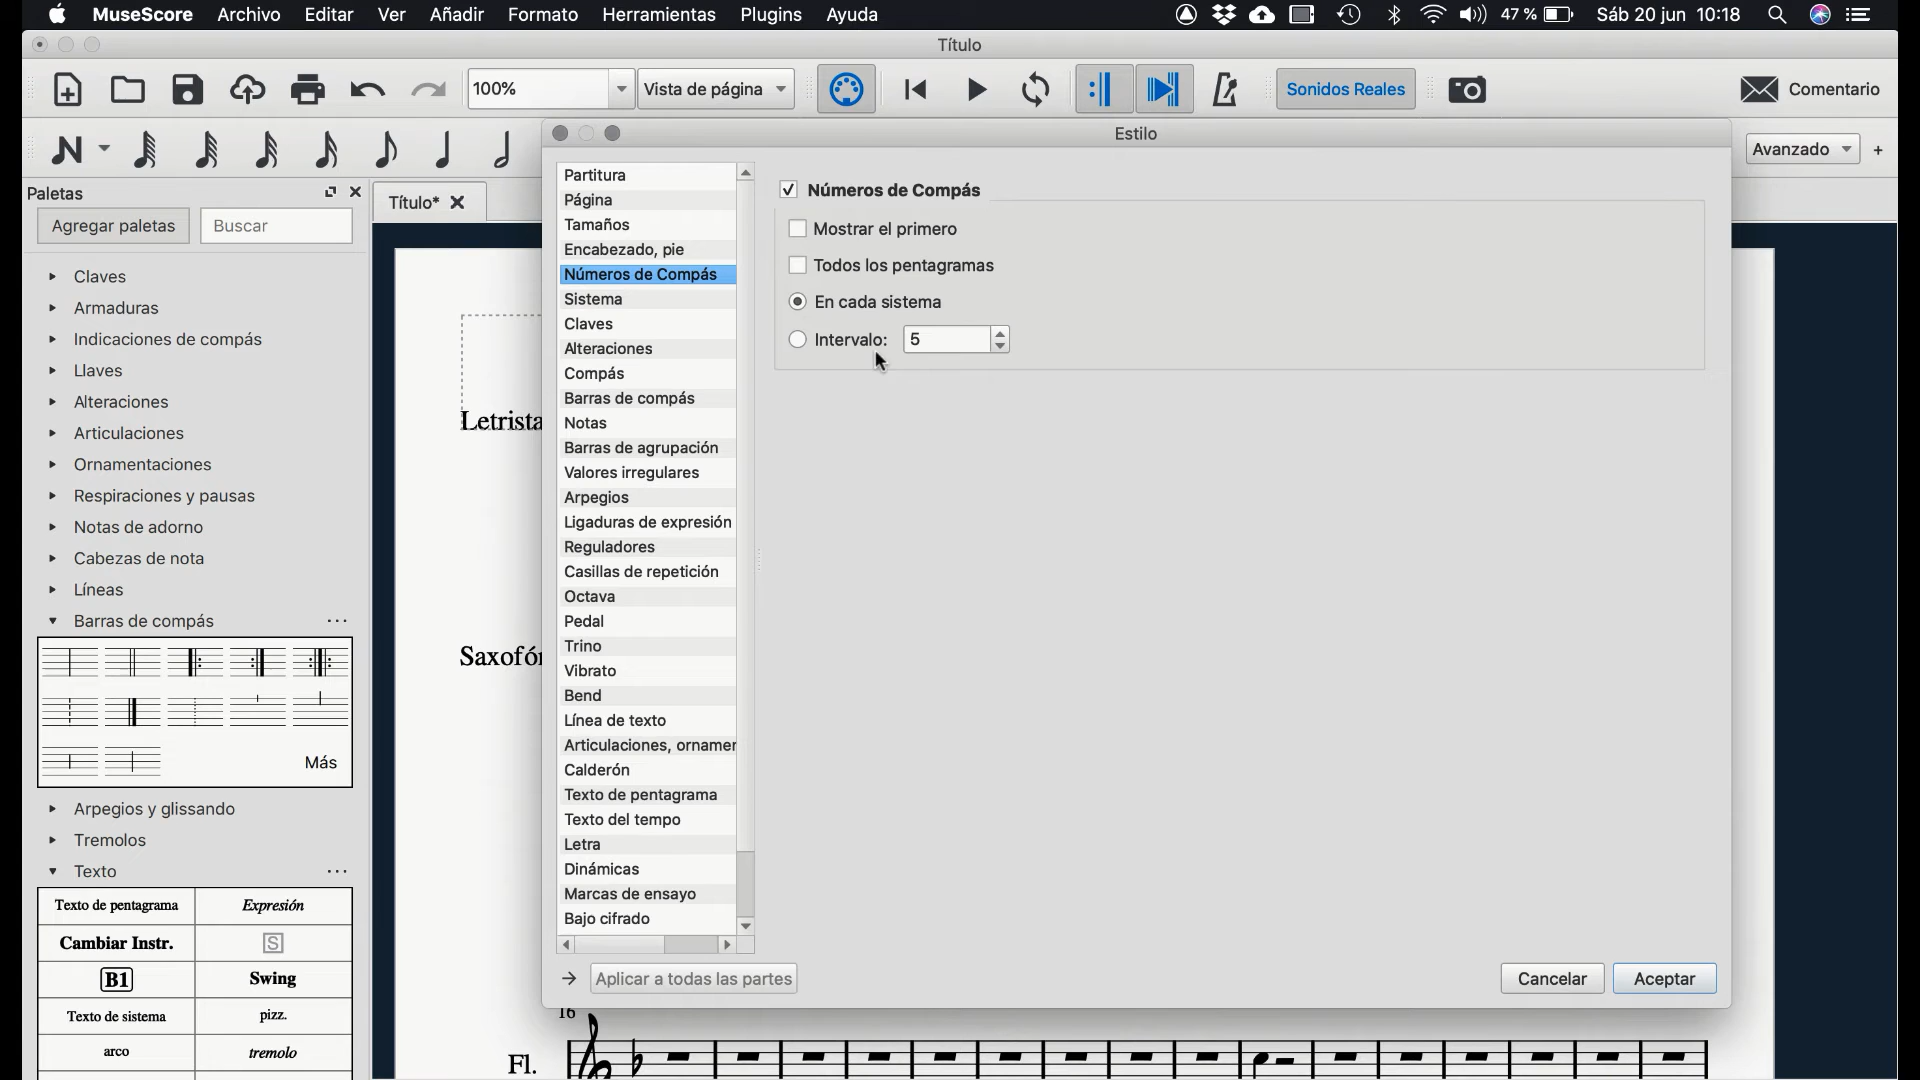 MuseScore Archivo Editar Ver Añadir Formato Herramientas Plugins Ayuda 47 % Sáb 20 jun 10:18
Título
100% Vista de página Sonidos Reales Comentario
N Avanzado +
Paletas
Agregar paletas Buscar
Claves
Armaduras
Indicaciones de compás
Llaves
Alteraciones
Articulaciones
Ornamentaciones
Respiraciones y pausas
Notas de adorno
Cabezas de nota
Líneas
Barras de compás ...
Más
Arpegios y glissando
Tremolos
Texto ...
Texto de pentagrama Expresión
Cambiar Instr. S
B1 Swing
Texto de sistema pizz.
arco tremolo
Título*
Letrista
Saxofón
Estilo
Partitura
Página
Tamaños
Encabezado, pie
Números de Compás
Sistema
Claves
Alteraciones
Compás
Barras de compás
Notas
Barras de agrupación
Valores irregulares
Arpegios
Ligaduras de expresión
Reguladores
Casillas de repetición
Octava
Pedal
Trino
Vibrato
Bend
Línea de texto
Articulaciones, ornamen
Calderón
Texto de pentagrama
Texto del tempo
Letra
Dinámicas
Marcas de ensayo
Bajo cifrado
Números de Compás
Mostrar el primero
Todos los pentagramas
En cada sistema
Intervalo: 5
Aplicar a todas las partes Cancelar Aceptar
16
Fl.